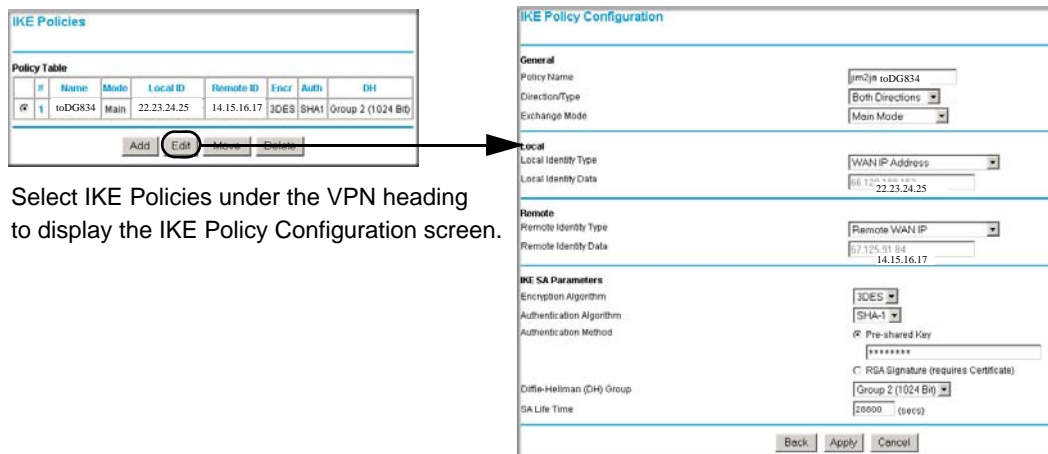 IKE Policies
Policy Table
# Name Mode Local ID Remote ID Encr Auth DH
1 toDG834 Main 22.23.24.25 14.15.16.17 3DES SHA1 Group 2 (1024 Bit)
Add Edit Move Delete
Select IKE Policies under the VPN heading
to display the IKE Policy Configuration screen.
IKE Policy Configuration
General
Policy Name toDG834
Direction/Type Both Directions
Exchange Mode Main Mode
Local
Local Identity Type WAN IP Address
Local Identity Data 22.23.24.25
Remote
Remote Identity Type Remote WAN IP
Remote Identity Data 67.125.91.84
14.15.16.17
IKE SA Parameters
Encryption Algorithm 3DES
Authentication Algorithm SHA-1
Authentication Method Pre-shared Key
********
RSA Signature (requires Certificate)
Diffie-Hellman (DH) Group Group 2 (1024 Bit)
SA Life Time 28800 (secs)
Back Apply Cancel